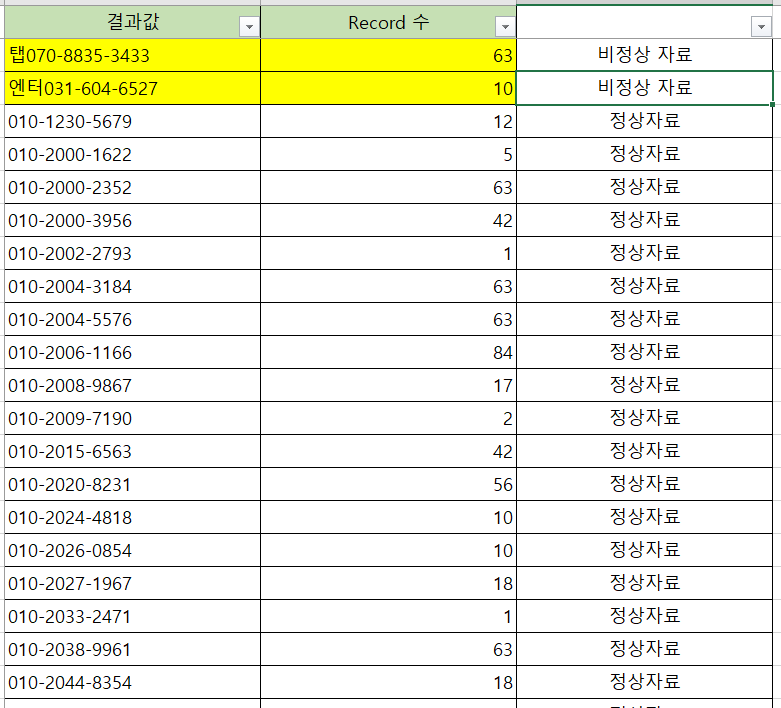 결과값 Record 수
탭070-8835-3433 63 비정상 자료
엔터031-604-6527 10 비정상 자료
010-1230-5679 12 정상자료
010-2000-1622 5 정상자료
010-2000-2352 63 정상자료
010-2000-3956 42 정상자료
010-2002-2793 1 정상자료
010-2004-3184 63 정상자료
010-2004-5576 63 정상자료
010-2006-1166 84 정상자료
010-2008-9867 17 정상자료
010-2009-7190 2 정상자료
010-2015-6563 42 정상자료
010-2020-8231 56 정상자료
010-2024-4818 10 정상자료
010-2026-0854 10 정상자료
010-2027-1967 18 정상자료
010-2033-2471 1 정상자료
010-2038-9961 63 정상자료
010-2044-8354 18 정상자료